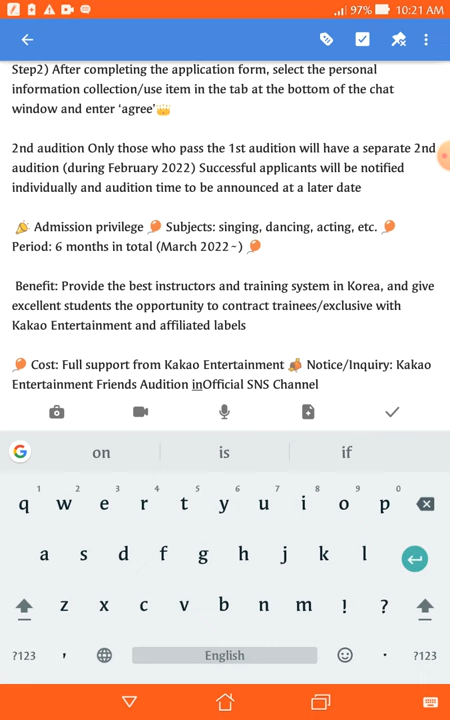 97% 10:21 AM
Step2) After completing the application form, select the personal
information collection/use item in the tab at the bottom of the chat
window and enter ‘agree’👑
2nd audition Only those who pass the 1st audition will have a separate 2nd
audition (during February 2022) Successful applicants will be notified
individually and audition time to be announced at a later date
🎉 Admission privilege 🎈 Subjects: singing, dancing, acting, etc. 🎈
Period: 6 months in total (March 2022~) 🎈
Benefit: Provide the best instructors and training system in Korea, and give
excellent students the opportunity to contract trainees/exclusive with
Kakao Entertainment and affiliated labels
🎈 Cost: Full support from Kakao Entertainment Notice/Inquiry: Kakao
Entertainment Friends Audition inOfficial SNS Channel
G on is if
1 2 3 4 5 6 7 8 9 0
q w e r t y u i o p
a s d f g h j k l
z x c v b n m ! ?
?123 , English . ?123